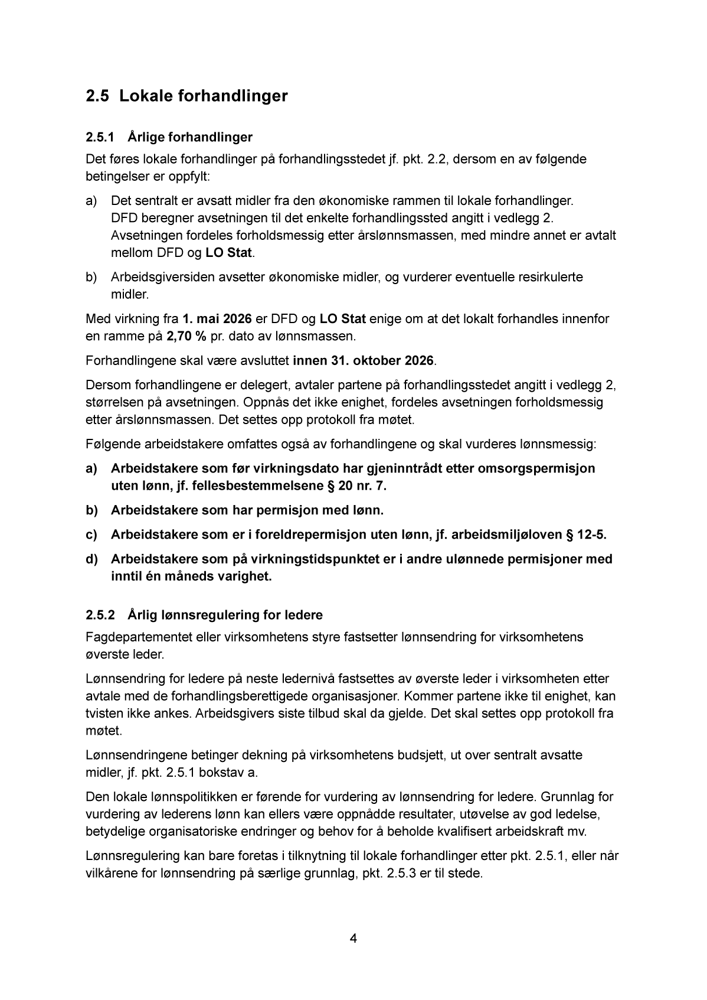 2.5 Lokale forhandlinger
2.5.1 Årlige forhandlinger
Det føres lokale forhandlinger på forhandlingsstedet jf. pkt. 2.2, dersom en av følgende
betingelser er oppfylt:
a) Det sentralt er avsatt midler fra den økonomiske rammen til lokale forhandlinger.
DFD beregner avsetningen til det enkelte forhandlingssted angitt i vedlegg 2.
Avsetningen fordeles forholdsmessig etter årslønnsmassen, med mindre annet er avtalt
mellom DFD og LO Stat.
b) Arbeidsgiversiden avsetter økonomiske midler, og vurderer eventuelle resirkulerte
midler.
Med virkning fra 1. mai 2026 er DFD og LO Stat enige om at det lokalt forhandles innenfor
en ramme på 2,70 % pr. dato av lønnsmassen.
Forhandlingene skal være avsluttet innen 31. oktober 2026.
Dersom forhandlingene er delegert, avtaler partene på forhandlingsstedet angitt i vedlegg 2,
størrelsen på avsetningen. Oppnås det ikke enighet, fordeles avsetningen forholdsmessig
etter årslønnsmassen. Det settes opp protokoll fra møtet.
Følgende arbeidstakere omfattes også av forhandlingene og skal vurderes lønnsmessig:
a) Arbeidstakere som før virkningsdato har gjeninntrådt etter omsorgspermisjon
uten lønn, jf. fellesbestemmelsene § 20 nr. 7.
b) Arbeidstakere som har permisjon med lønn.
c) Arbeidstakere som er i foreldrepermisjon uten lønn, jf. arbeidsmiljøloven § 12-5.
d) Arbeidstakere som på virkningstidspunktet er i andre ulønnede permisjoner med
inntil én måneds varighet.
2.5.2 Årlig lønnsregulering for ledere
Fagdepartementet eller virksomhetens styre fastsetter lønnsendring for virksomhetens
øverste leder.
Lønnsendring for ledere på neste ledernivå fastsettes av øverste leder i virksomheten etter
avtale med de forhandlingsberettigede organisasjoner. Kommer partene ikke til enighet, kan
tvisten ikke ankes. Arbeidsgivers siste tilbud skal da gjelde. Det skal settes opp protokoll fra
møtet.
Lønnsendringene betinger dekning på virksomhetens budsjett, ut over sentralt avsatte
midler, jf. pkt. 2.5.1 bokstav a.
Den lokale lønnspolitikken er førende for vurdering av lønnsendring for ledere. Grunnlag for
vurdering av lederens lønn kan ellers være oppnådde resultater, utøvelse av god ledelse,
betydelige organisatoriske endringer og behov for å beholde kvalifisert arbeidskraft mv.
Lønnsregulering kan bare foretas i tilknytning til lokale forhandlinger etter pkt. 2.5.1, eller når
vilkårene for lønnsendring på særlige grunnlag, pkt. 2.5.3 er til stede.
4